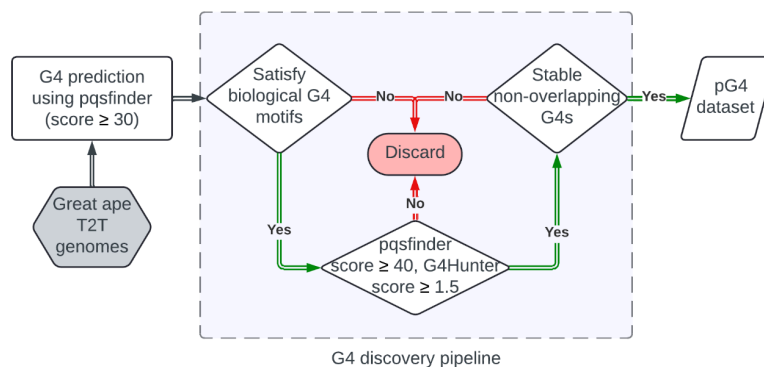 G4 prediction
using pqsfinder
(score ≥ 30)
Great ape
T2T
genomes
Satisfy
biological G4
motifs
No
No
Discard
No
Yes
pqsfinder
score ≥ 40, G4Hunter
score ≥ 1.5
Yes
Stable
non-overlapping
G4s
Yes
pG4
dataset
G4 discovery pipeline